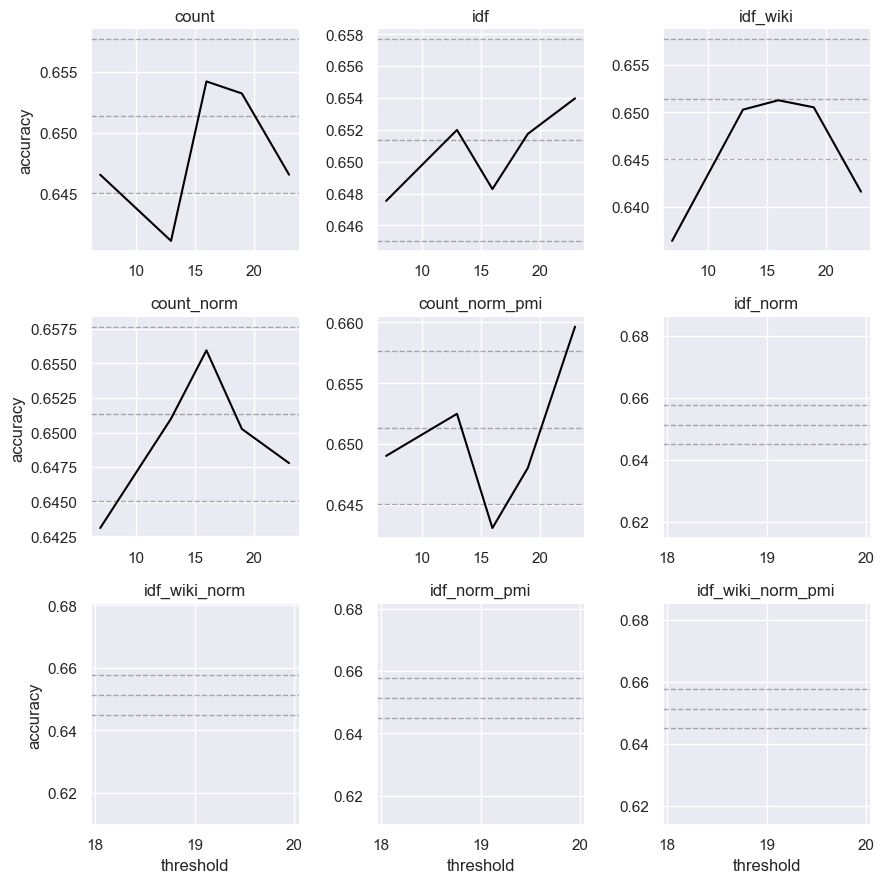 count
idf
idf_wiki
accuracy
0.655
0.650
0.645
10 15 20
0.658
0.656
0.654
0.652
0.650
0.648
0.646
10 15 20
0.655
0.650
0.645
0.640
10 15 20
count_norm
count_norm_pmi
idf_norm
accuracy
0.6575
0.6550
0.6525
0.6500
0.6475
0.6450
0.6425
10 15 20
0.660
0.655
0.650
0.645
10 15 20
0.68
0.66
0.64
0.62
18 19 20
idf_wiki_norm
idf_norm_pmi
idf_wiki_norm_pmi
accuracy
0.68
0.66
0.64
0.62
18 19 20
threshold
0.68
0.66
0.64
0.62
18 19 20
threshold
0.68
0.66
0.64
0.62
18 19 20
threshold